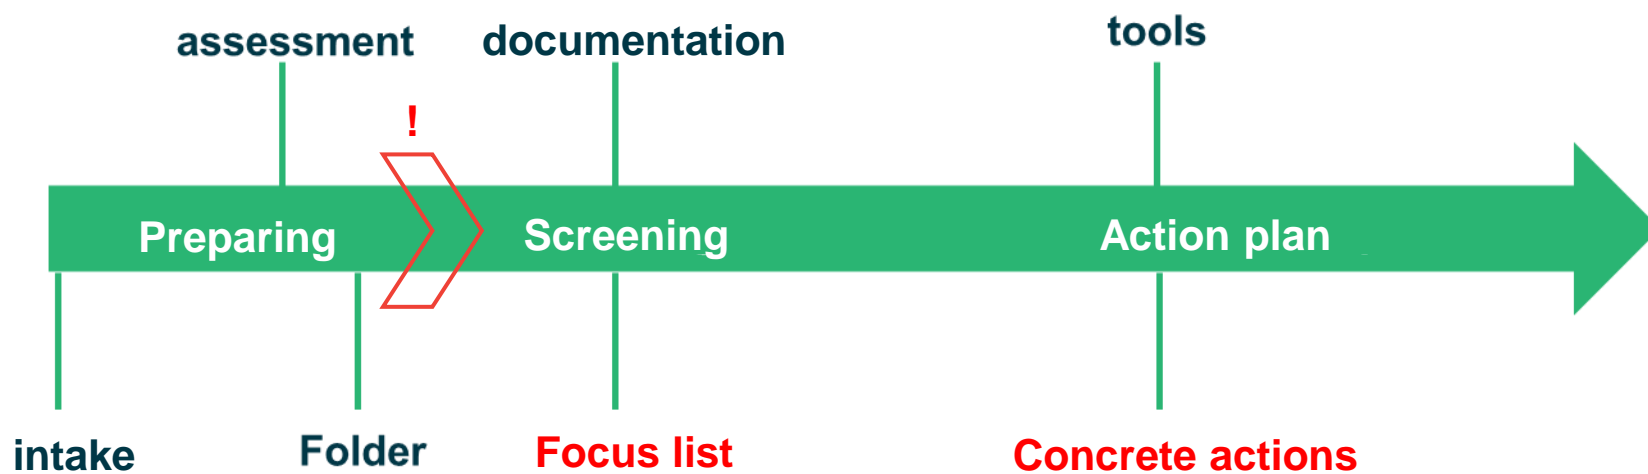 assessment
documentation
tools
!
Preparing
Screening
Action plan
intake
Folder
Focus list
Concrete actions